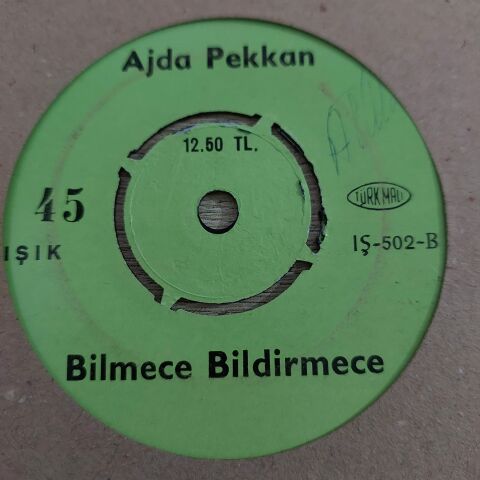 Ajda Pekkan
12.50 TL.
45
TÜRK MALI
IŞIK
IŞ-502-B
Bilmece Bildirmece